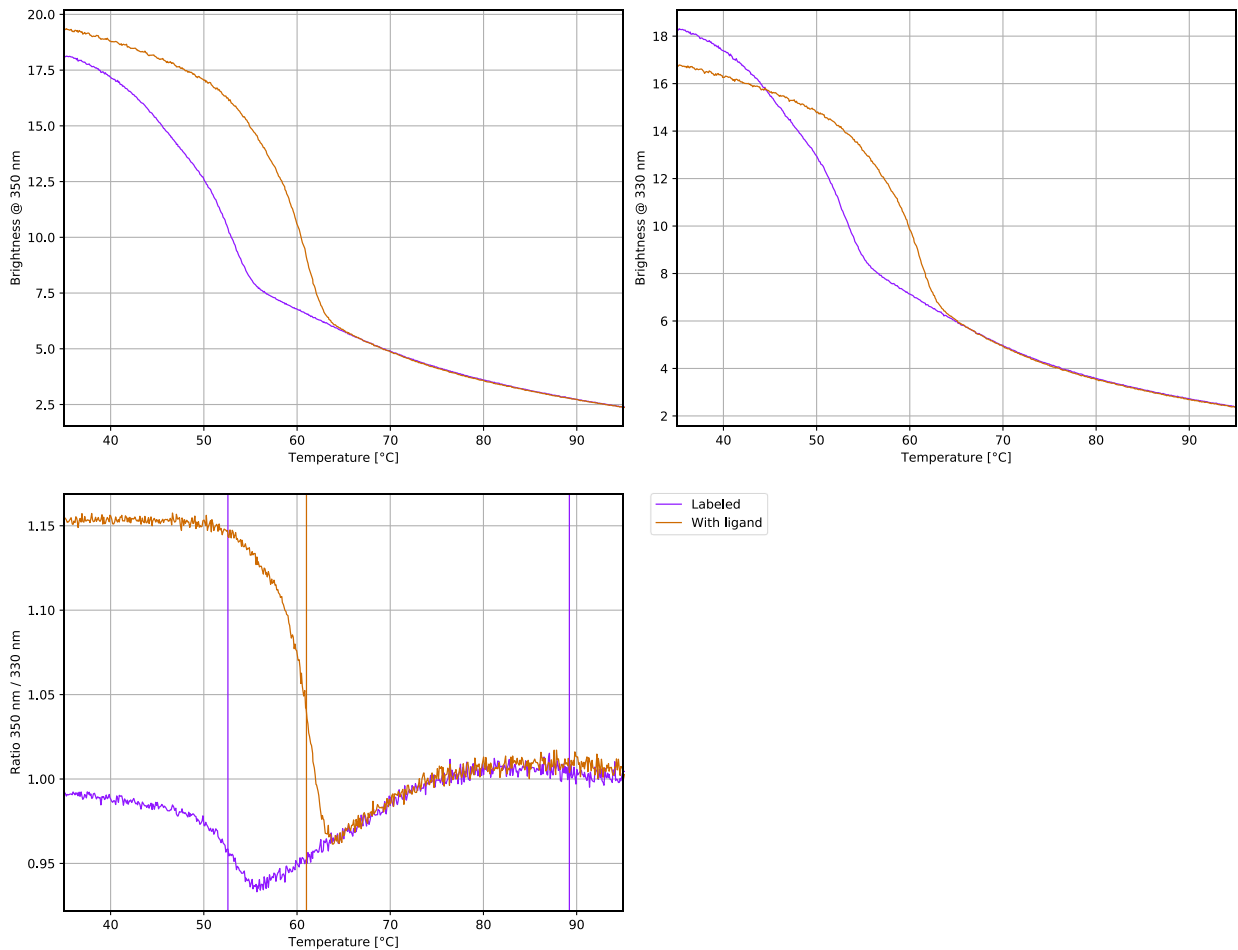 20.0
17.5
15.0
12.5
10.0
7.5
5.0
2.5
Brightness @ 350 nm
40 50 60 70 80 90
Temperature [°C]
18
16
14
12
10
8
6
4
2
Brightness @ 330 nm
40 50 60 70 80 90
Temperature [°C]
1.15
1.10
1.05
1.00
0.95
Ratio 350 nm / 330 nm
40 50 60 70 80 90
Temperature [°C]
Labeled
With ligand